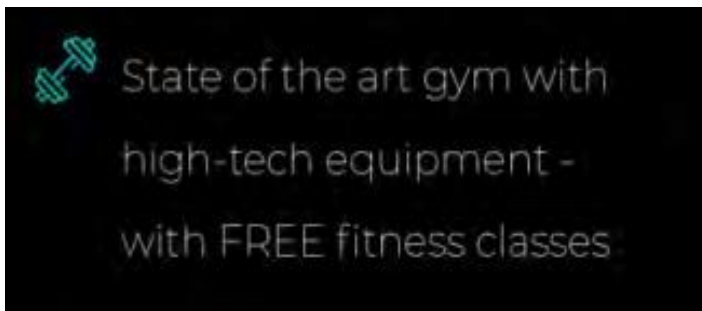 State of the art gym with
high-tech equipment -
with FREE fitness classes